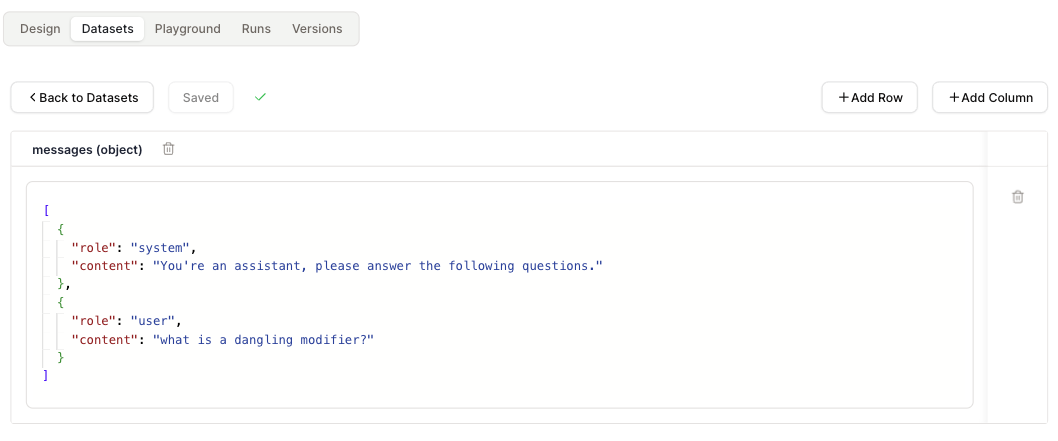 Design Datasets Playground Runs Versions
Back to Datasets Saved Add Row Add Column
messages (object)
[
{
"role": "system",
"content": "You're an assistant, please answer the following questions."
},
{
"role": "user",
"content": "what is a dangling modifier?"
}
]